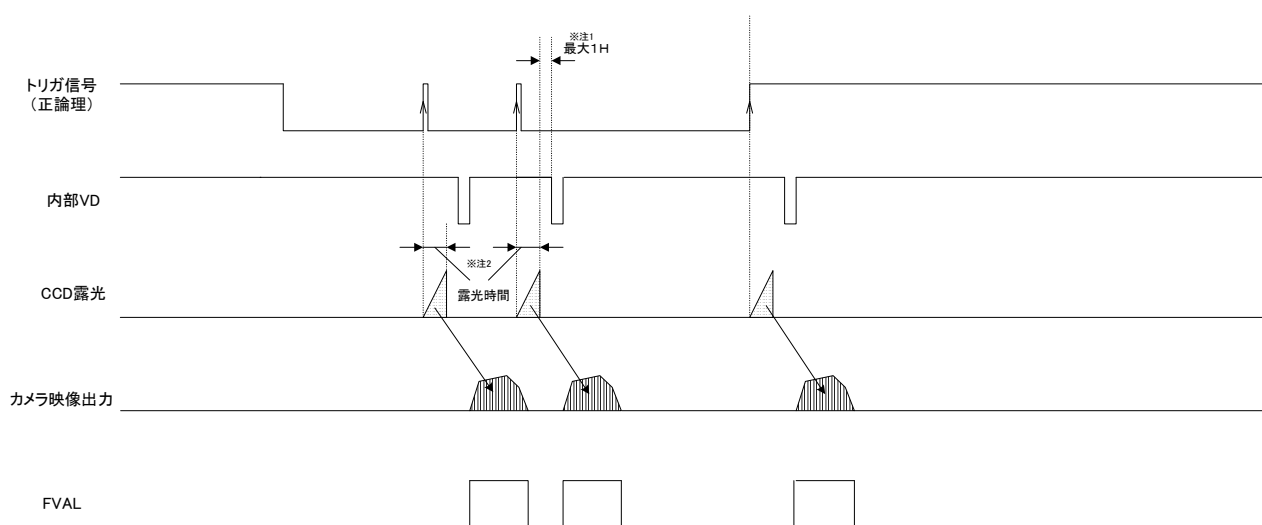 ※注1
最大1H
トリガ信号
(正論理)
内部VD
※注2
CCD露光
露光時間
カメラ映像出力
FVAL